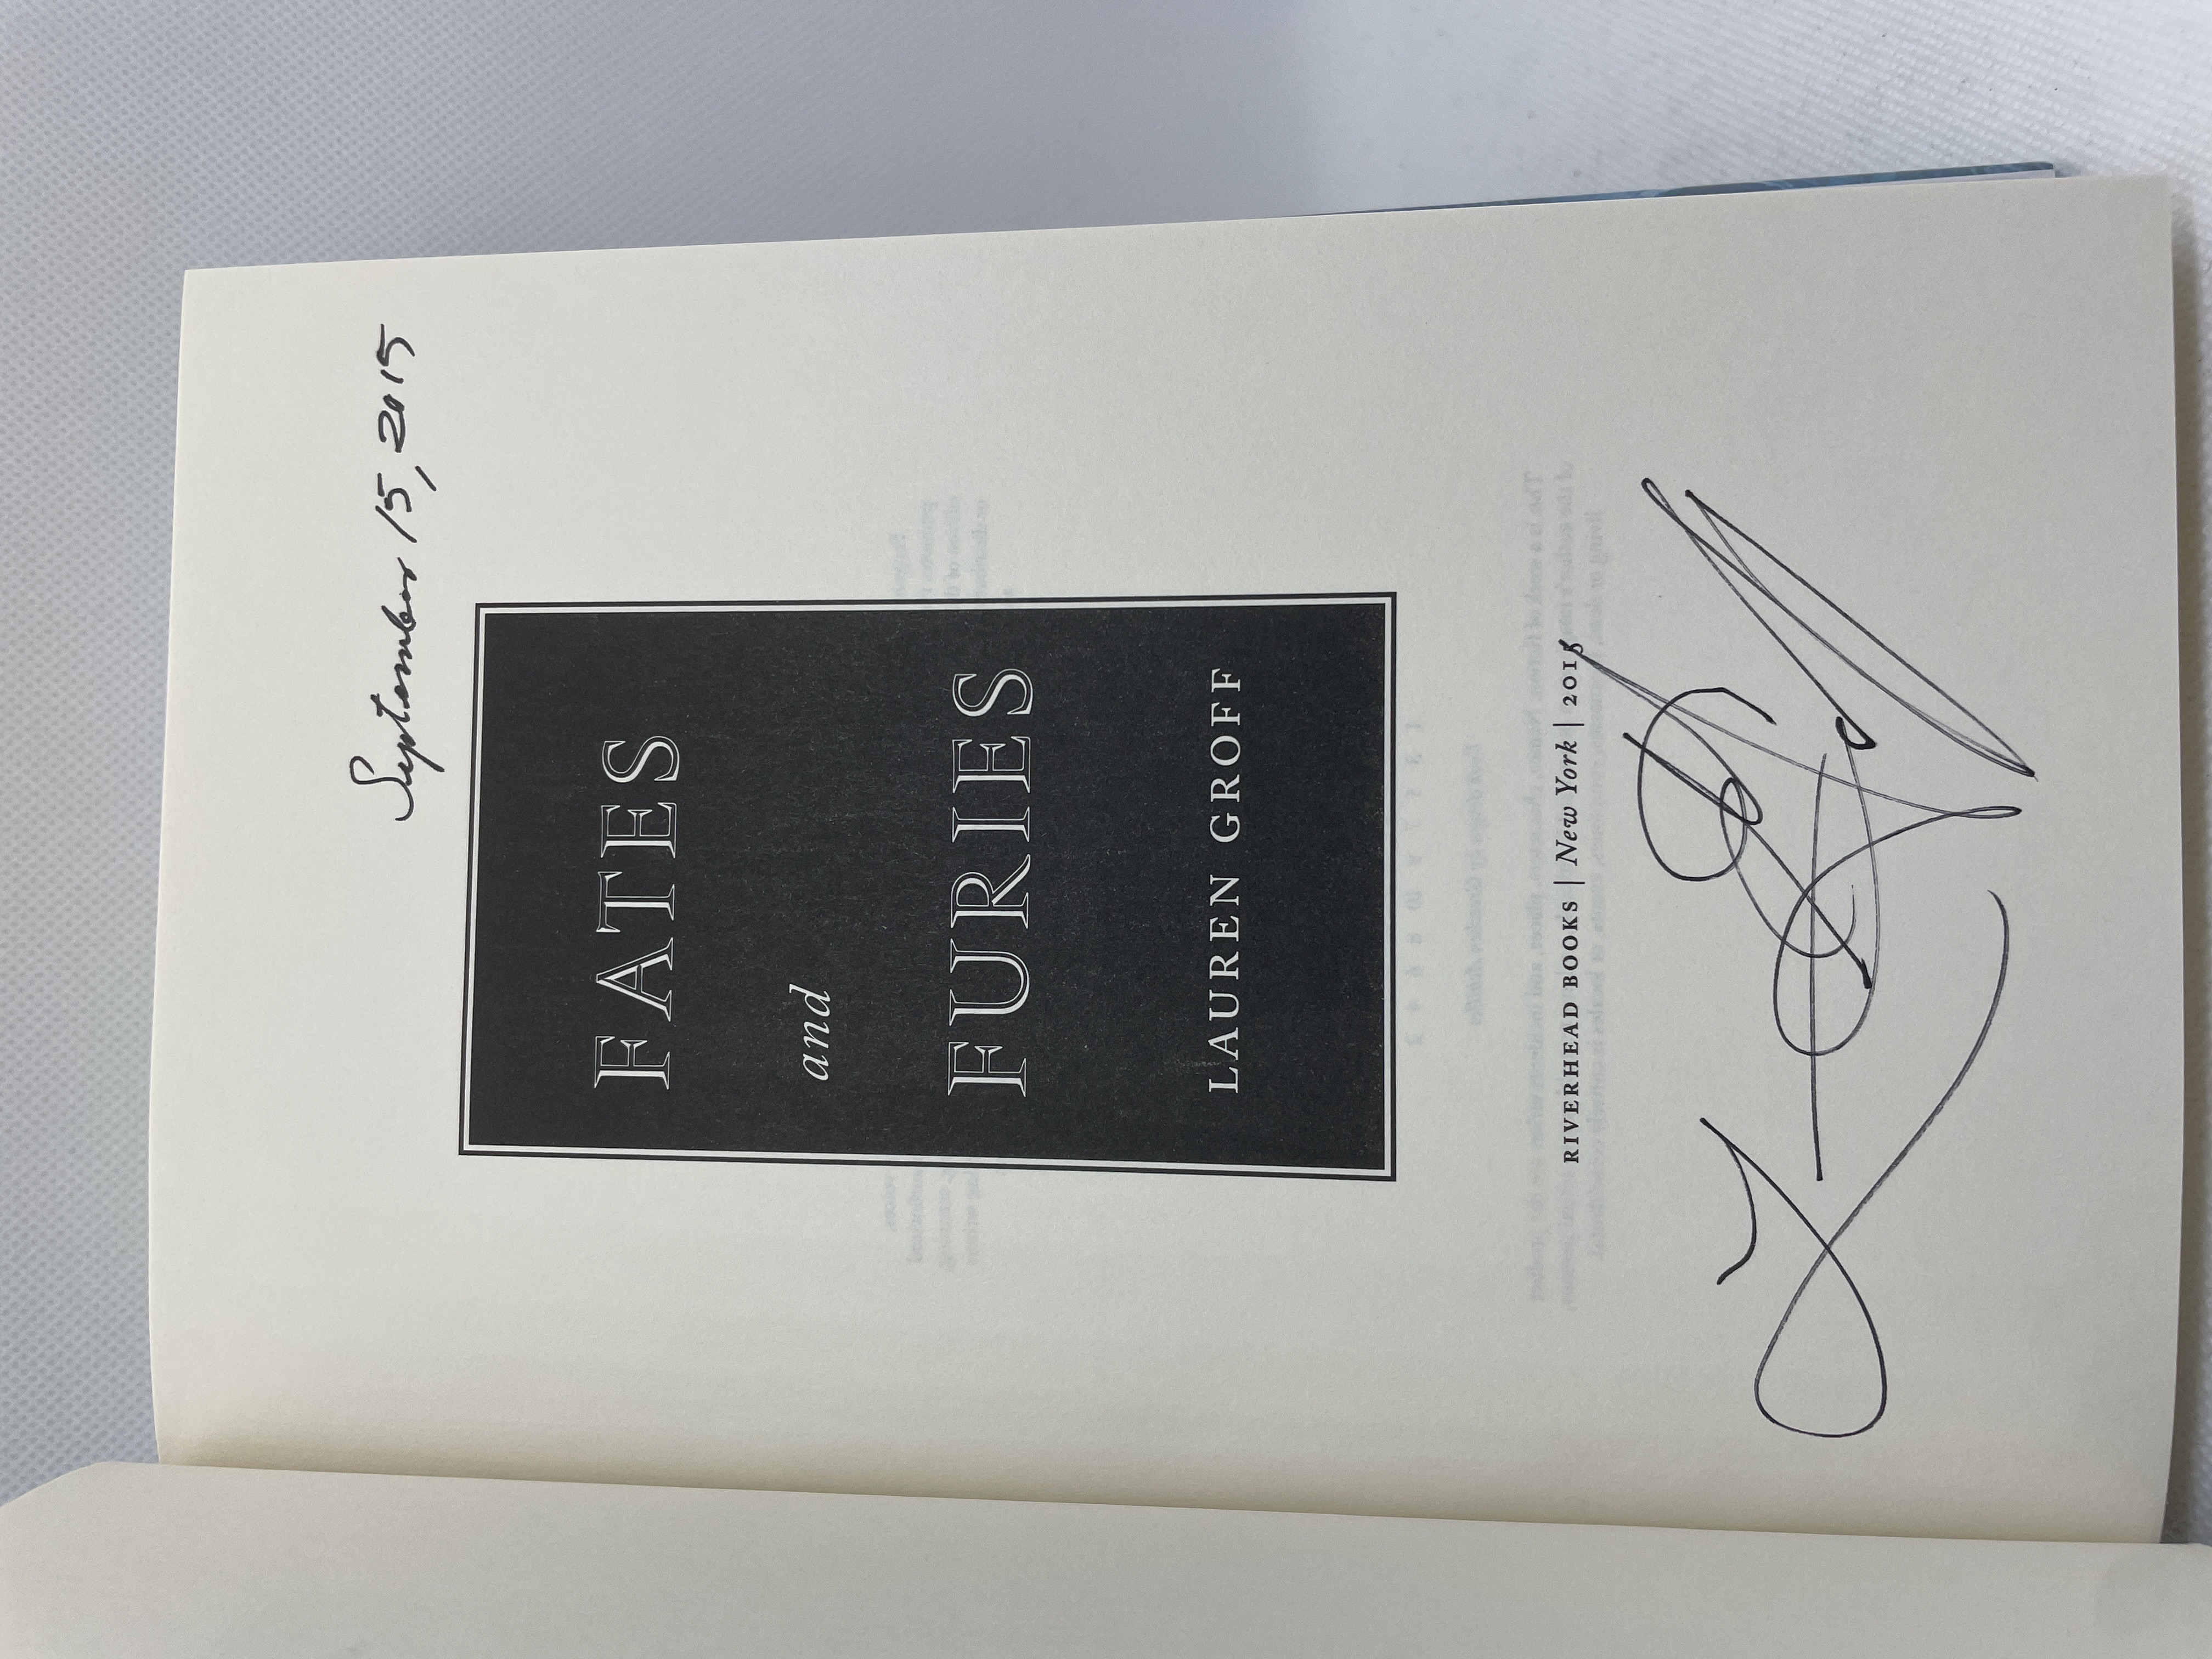 September 15, 2015
FATES
and
FURIES
LAUREN GROFF
RIVERHEAD BOOKS | New York | 2015